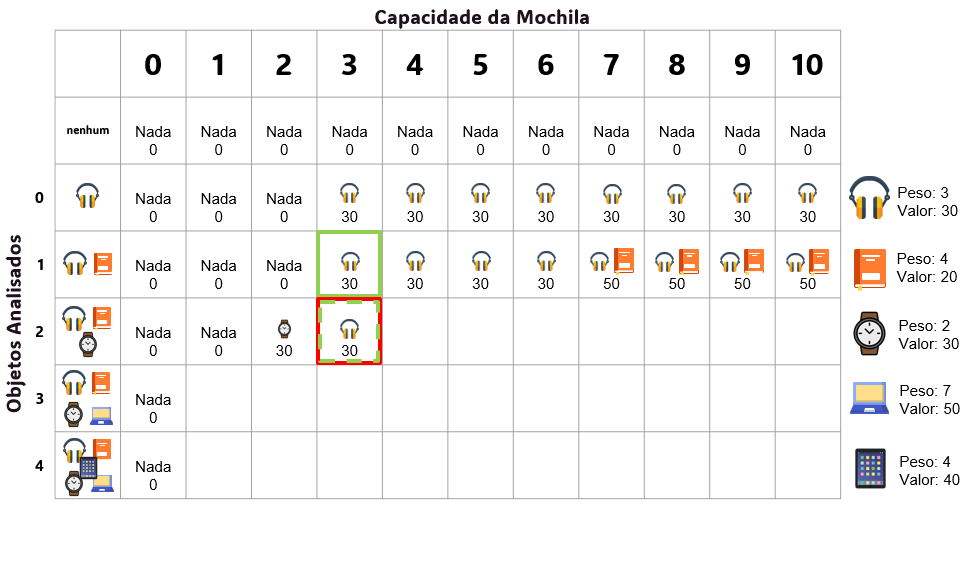 Capacidade da Mochila
0 1 2 3 4 5 6 7 8 9 10
Objetos Analisados
nenhum
Nada Nada Nada Nada Nada Nada Nada Nada Nada Nada Nada
0 0 0 0 0 0 0 0 0 0 0
0
Nada Nada Nada
0 0 0 30 30 30 30 30 30 30 30
Peso: 3
Valor: 30
1
Nada Nada Nada
0 0 0 30 30 30 30 50 50 50 50
Peso: 4
Valor: 20
2
Nada Nada
0 0 30 30
Peso: 2
Valor: 30
3
Nada
0
Peso: 7
Valor: 50
4
Nada
0
Peso: 4
Valor: 40